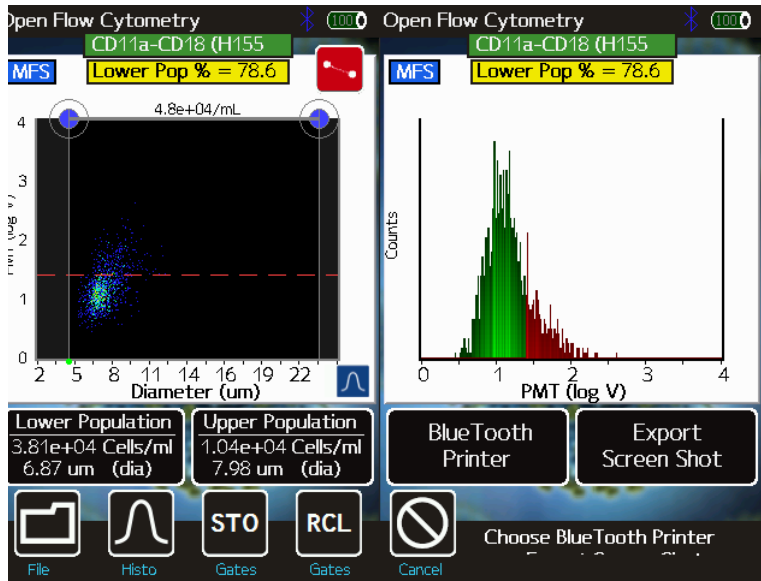 Open Flow Cytometry
100
CD11a-CD18 (H155
MFS
Lower Pop % = 78.6
4.8e+04/mL
4
3
2
1
0
PMT (log V)
2 5 8 11 14 16 19 22
Diameter (um)
Lower Population
3.81e+04 Cells/ml
6.87 um (dia)
Upper Population
1.04e+04 Cells/ml
7.98 um (dia)
File
Histo
STO
Gates
RCL
Gates
Open Flow Cytometry
100
CD11a-CD18 (H155
MFS
Lower Pop % = 78.6
Counts
0 1 2 3 4
PMT (log V)
BlueTooth
Printer
Export
Screen Shot
Cancel
Choose BlueTooth Printer